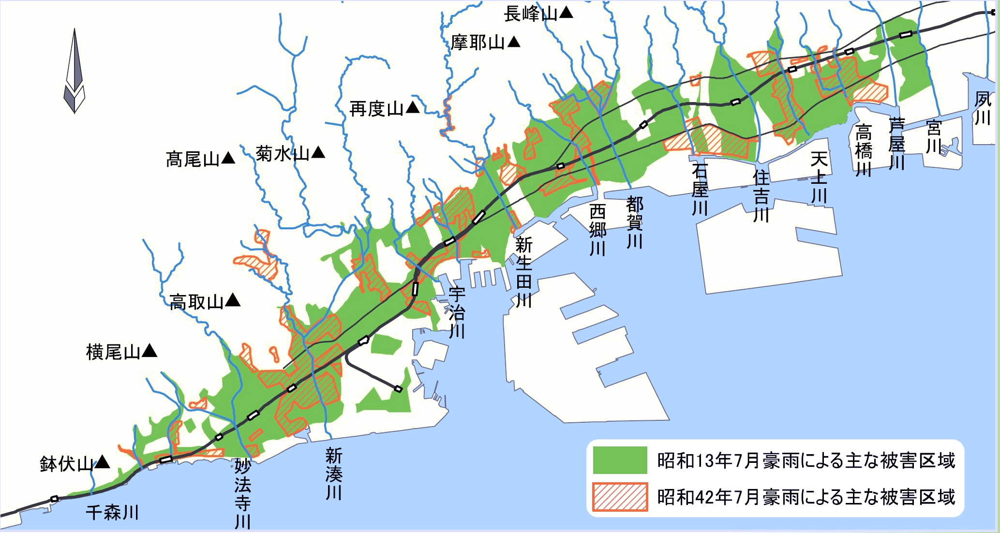 長峰山
摩耶山
再度山
菊水山
髙尾山
高取山
横尾山
鉢伏山
千森川
妙法寺川
新湊川
宇治川
新生田川
西郷川
都賀川
石屋川
住吉川
天上川
高橋川
芦屋川
宮川
夙川
昭和13年7月豪雨による主な被害区域
昭和42年7月豪雨による主な被害区域